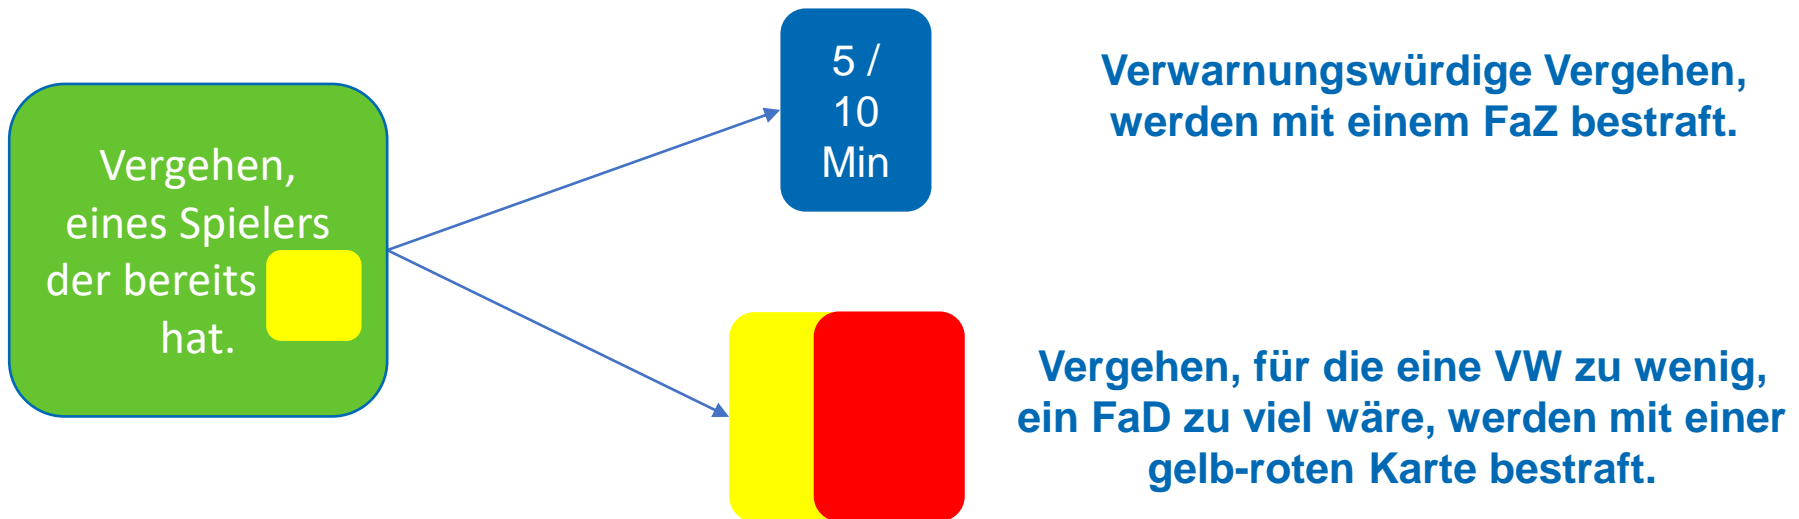 Vergehen,
eines Spielers
der bereits
hat.
5 /
10
Min
Verwarnungswürdige Vergehen,
werden mit einem FaZ bestraft.
Vergehen, für die eine VW zu wenig,
ein FaD zu viel wäre, werden mit einer
gelb-roten Karte bestraft.